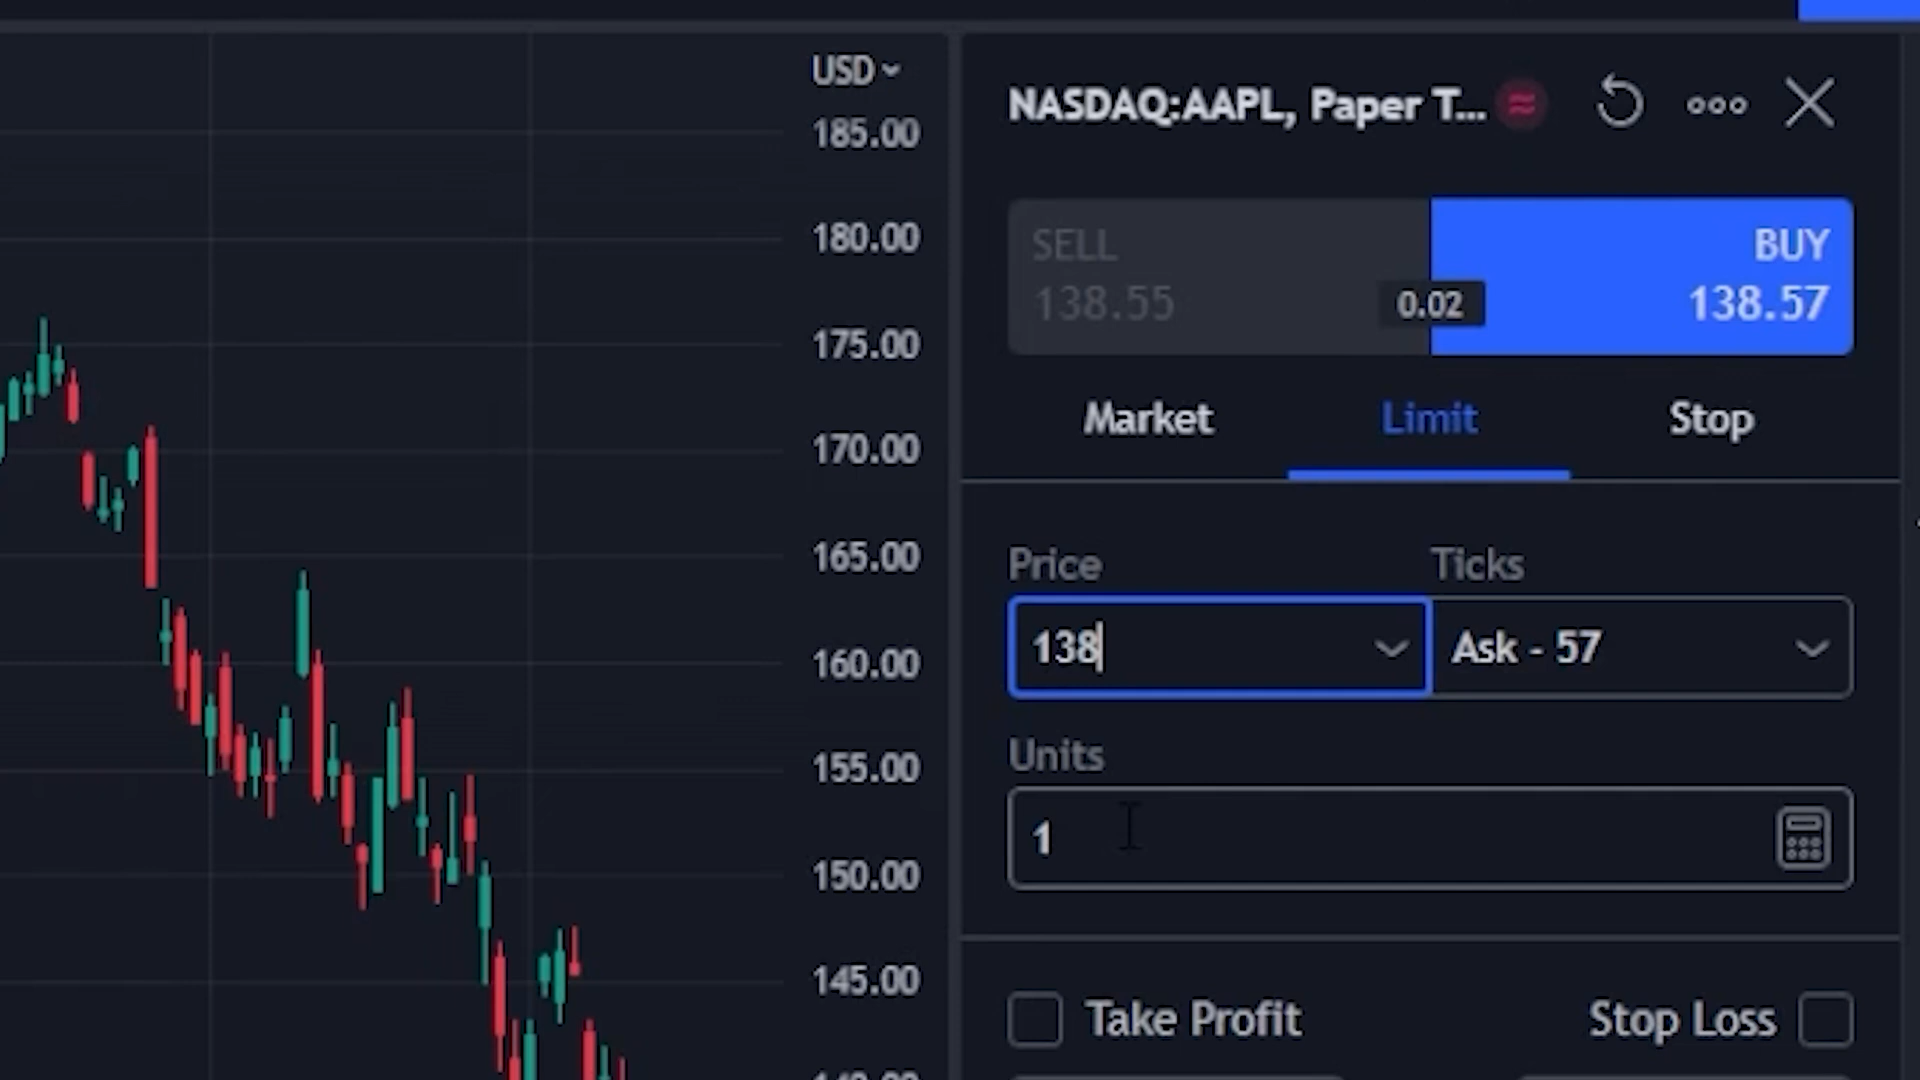 USD
185.00
180.00
175.00
170.00
165.00
160.00
155.00
150.00
145.00
NASDAQ:AAPL, Paper T...
SELL
138.55
0.02
BUY
138.57
Market Limit Stop
Price Ticks
138 Ask - 57
Units
1
Take Profit Stop Loss